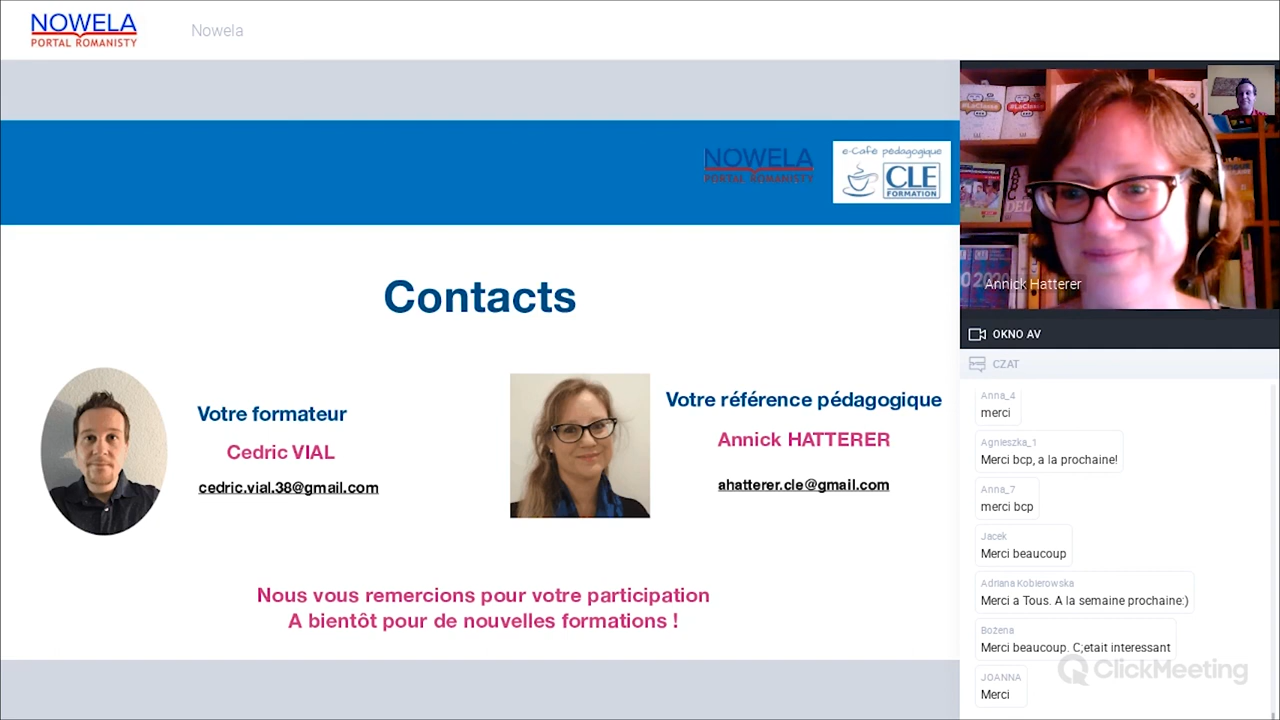 NOWELA
PORTAL ROMANISTY
Nowela
NOWELA
PORTAL ROMANISTY
e-Café pédagogique
CLE
FORMATION
Contacts
Votre formateur
Cedric VIAL
cedric.vial.38@gmail.com
Votre référence pédagogique
Annick HATTERER
ahatterer.cle@gmail.com
Nous vous remercions pour votre participation
A bientôt pour de nouvelles formations !
#LaClasse
#LaClasse
Annick Hatterer
OKNO AV
CZAT
Anna_4
merci
Agnieszka_1
Merci bcp, a la prochaine!
Anna_7
merci bcp
Jacek
Merci beaucoup
Adriana Kobierowska
Merci a Tous. A la semaine prochaine:)
Bożena
Merci beaucoup. C;etait interessant
JOANNA
Merci
ClickMeeting